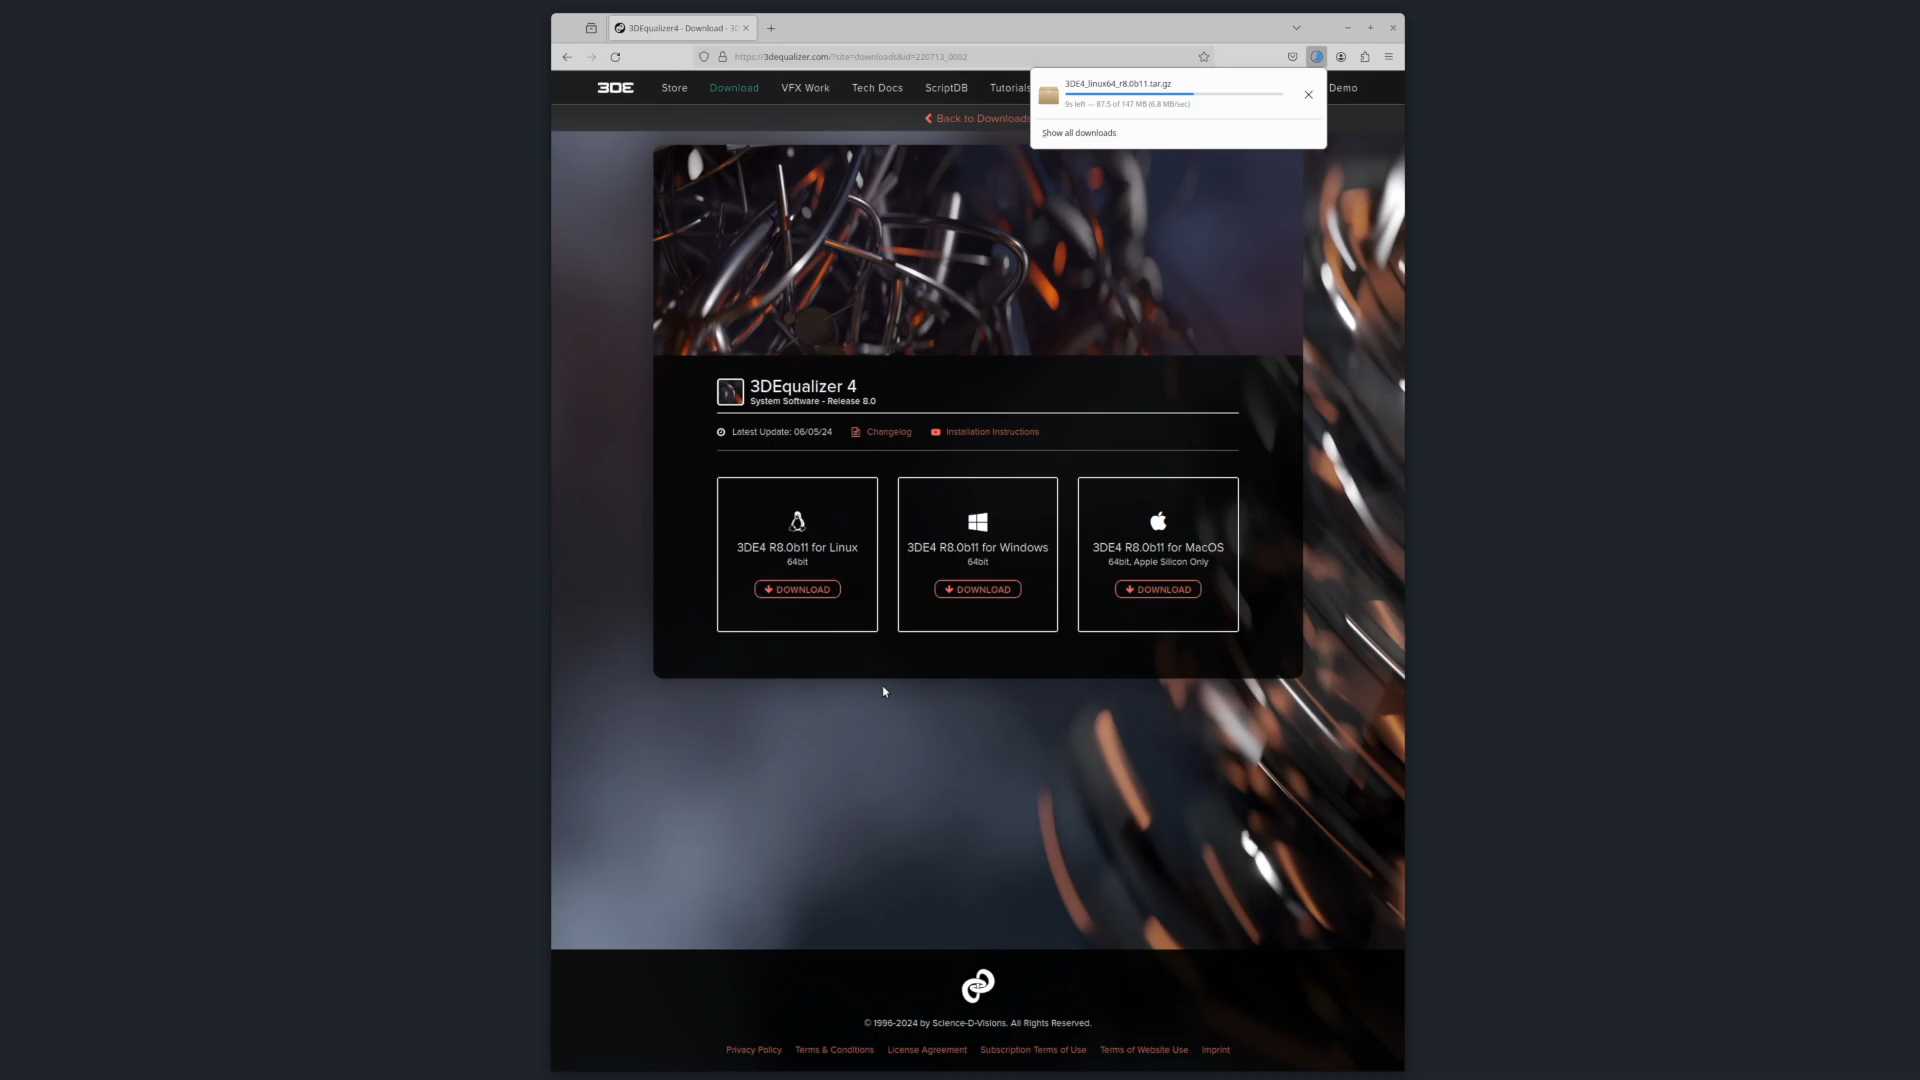 3DEqualizer4 - Download - 3D
https://3dequalizer.com/?site=downloads&id=220713_0002
3DE4_linux64_r8.0b11.tar.gz
9s left — 87.5 of 147 MB (6.8 MB/sec)
Show all downloads
3DE Store Download VFX Work Tech Docs ScriptDB Tutorials Demo
Back to Downloads
3DEqualizer 4
System Software - Release 8.0
Latest Update: 06/05/24 Changelog Installation Instructions
3DE4 R8.0b11 for Linux
64bit
DOWNLOAD
3DE4 R8.0b11 for Windows
64bit
DOWNLOAD
3DE4 R8.0b11 for MacOS
64bit, Apple Silicon Only
DOWNLOAD
© 1996-2024 by Science-D-Visions. All Rights Reserved.
Privacy Policy Terms & Conditions License Agreement Subscription Terms of Use Terms of Website Use Imprint